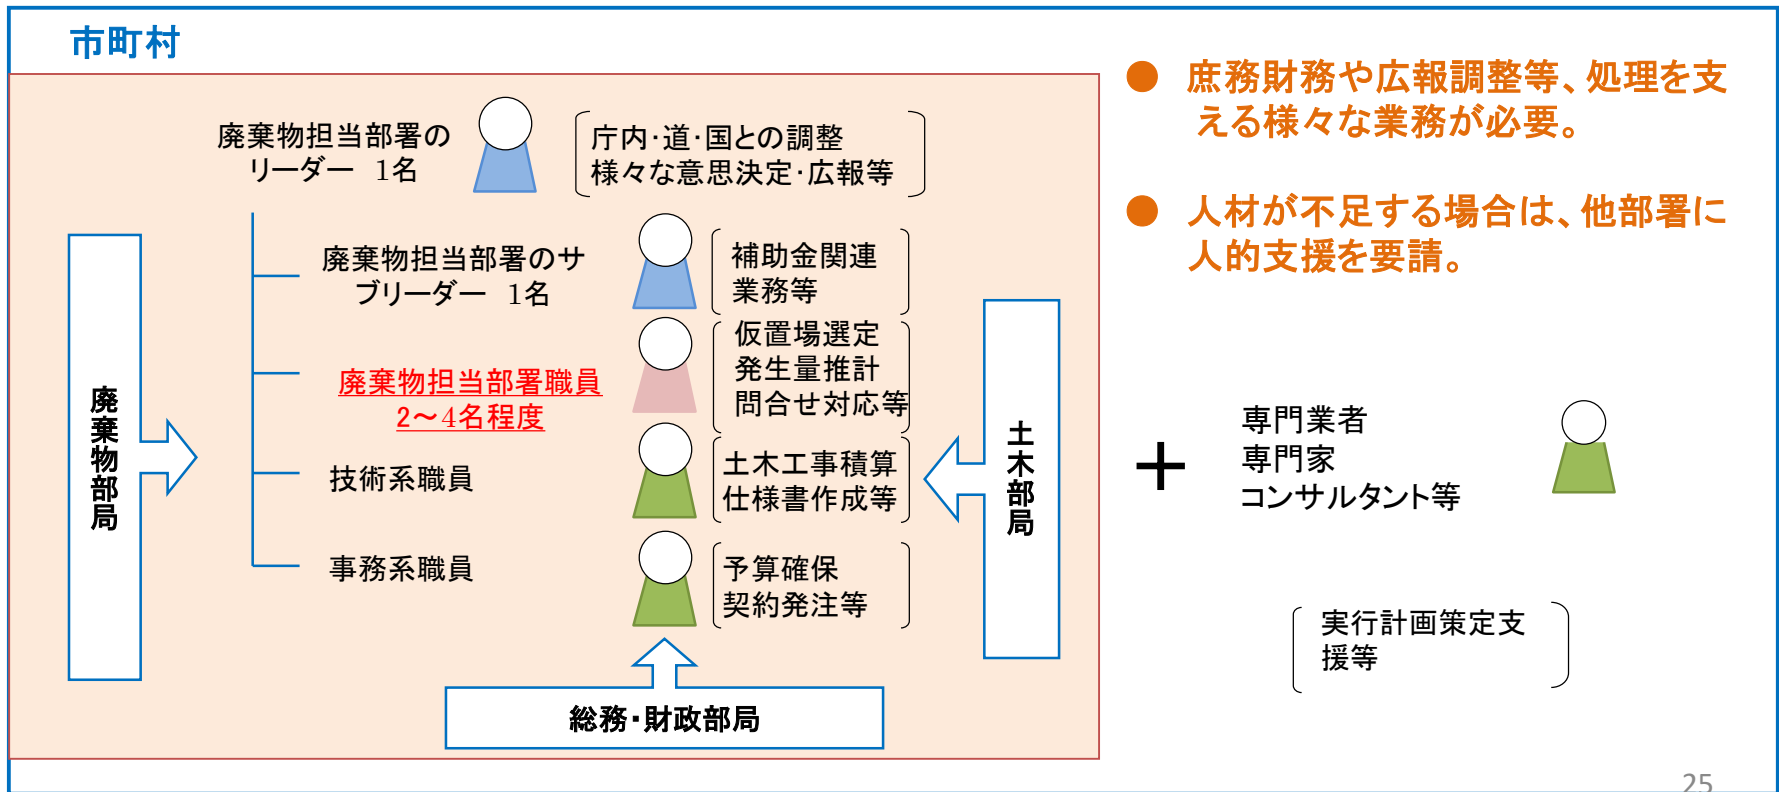 市町村
廃棄物担当部署の
リーダー 1名
庁内・道・国との調整
様々な意思決定・広報等
廃棄物担当部署のサ
ブリーダー 1名
補助金関連
業務等
廃棄物担当部署職員
2～4名程度
仮置場選定
発生量推計
問合せ対応等
技術系職員
土木工事積算
仕様書作成等
事務系職員
予算確保
契約発注等
廃棄物部局
土木部局
総務・財政部局
● 庶務財務や広報調整等、処理を支
える様々な業務が必要。
● 人材が不足する場合は、他部署に
人的支援を要請。
＋
専門業者
専門家
コンサルタント等
実行計画策定支
援等
25